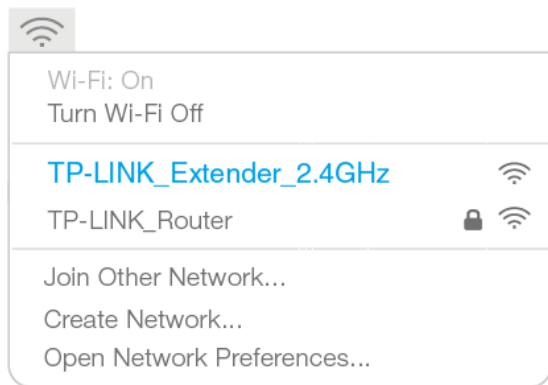 Wi-Fi: On
Turn Wi-Fi Off
TP-LINK_Extender_2.4GHz
TP-LINK_Router
Join Other Network...
Create Network...
Open Network Preferences...